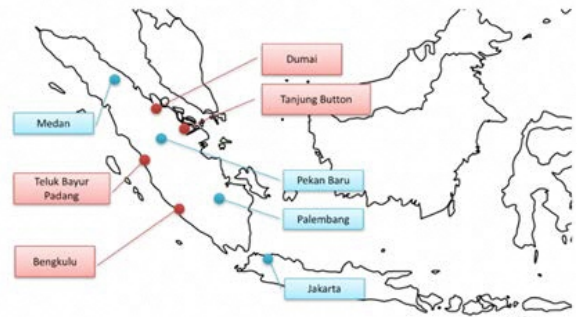 Dumai
Tanjung Button
Medan
Teluk Bayur
Padang
Pekan Baru
Palembang
Bengkulu
Jakarta